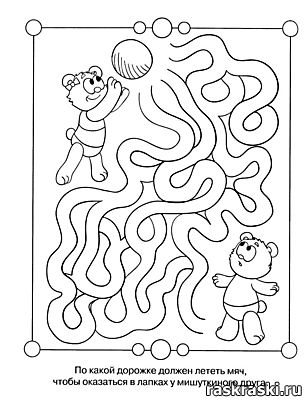 По какой дорожке должен лететь мяч,
чтобы оказаться в лапках у мишуткиного друга.
raskraski.ru